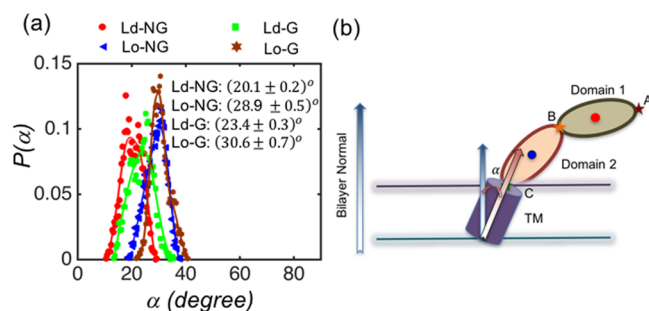 (a)
Ld-NG Ld-G
Lo-NG Lo-G
0.15
0.1
0.05
0
P(α)
Ld-NG: (20.1 ± 0.2)°
Lo-NG: (28.9 ± 0.5)°
Ld-G: (23.4 ± 0.3)°
Lo-G: (30.6 ± 0.7)°
0 20 40 60 80
α (degree)
(b)
Bilayer Normal
Domain 1
A
B
Domain 2
α
C
TM